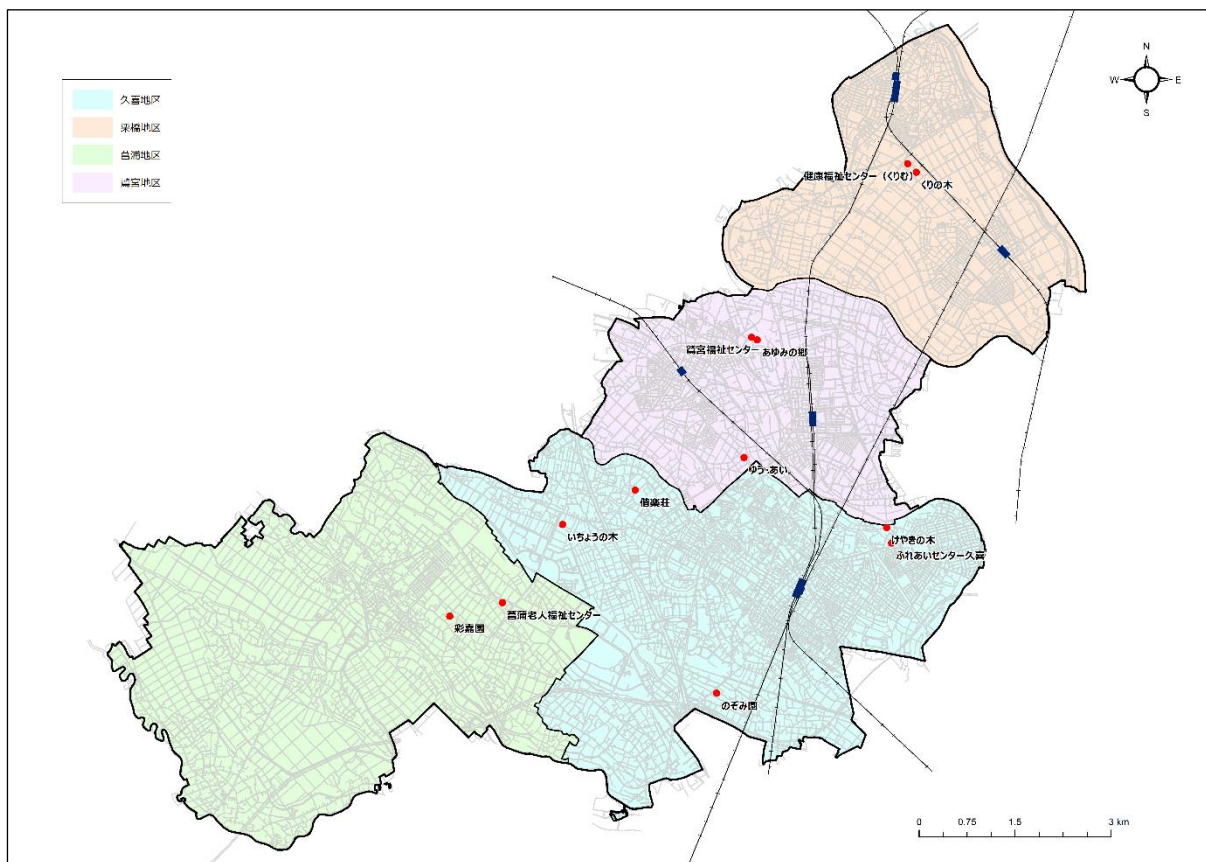 久喜地区
栗橋地区
菖蒲地区
鷲宮地区
N
W
E
S
健康福祉センター(くりむ)
くりの木
鷲宮福祉センター
あゆみの郷
ゆう・あい
偕楽荘
いちょうの木
けやきの木
ふれあいセンター久喜
菖蒲老人福祉センター
彩嘉園
のぞみ園
0 0.75 1.5 3 km